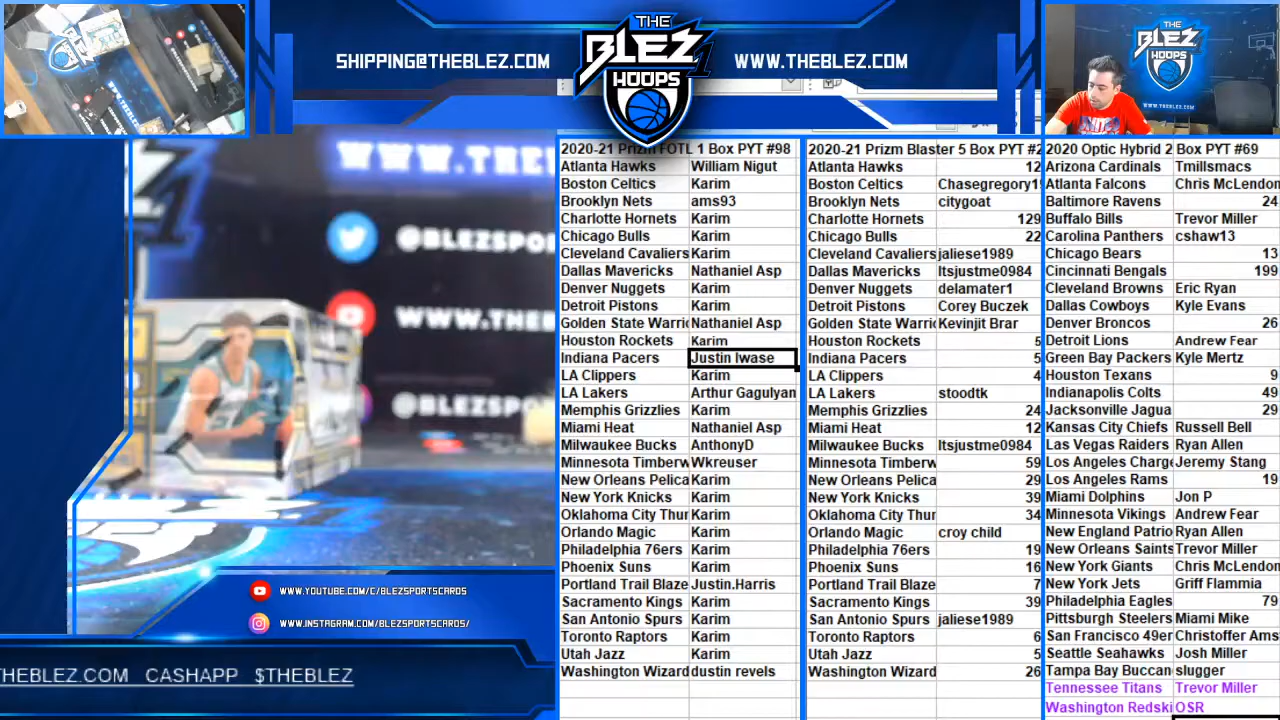 SHIPPING@THEBLEZ.COM
THE
BLEZ
HOOPS
WWW.THEBLEZ.COM
THE
BLEZ
HOOPS
WWW.
@BLEZSPO
WWW.THEB
@BLEZSPO
WWW.YOUTUBE.COM/C/BLEZSPORTSCARDS
WWW.INSTAGRAM.COM/BLEZSPORTSCARDS/
THEBLEZ.COM CASHAPP $THEBLEZ
2020-21 Prizm FOTL 1 Box PYT #98
Atlanta Hawks William Nigut
Boston Celtics Karim
Brooklyn Nets ams93
Charlotte Hornets Karim
Chicago Bulls Karim
Cleveland Cavaliers Karim
Dallas Mavericks Nathaniel Asp
Denver Nuggets Karim
Detroit Pistons Karim
Golden State Warric Nathaniel Asp
Houston Rockets Karim
Indiana Pacers Justin Iwase
LA Clippers Karim
LA Lakers Arthur Gagulyan
Memphis Grizzlies Karim
Miami Heat Nathaniel Asp
Milwaukee Bucks AnthonyD
Minnesota Timberw Wkreuser
New Orleans Pelica Karim
New York Knicks Karim
Oklahoma City Thur Karim
Orlando Magic Karim
Philadelphia 76ers Karim
Phoenix Suns Karim
Portland Trail Blaze Justin.Harris
Sacramento Kings Karim
San Antonio Spurs Karim
Toronto Raptors Karim
Utah Jazz Karim
Washington Wizard dustin revels
2020-21 Prizm Blaster 5 Box PYT #2
Atlanta Hawks 12
Boston Celtics Chasegregory19
Brooklyn Nets citygoat
Charlotte Hornets 129
Chicago Bulls 22
Cleveland Cavaliers jaliese1989
Dallas Mavericks Itsjustme0984
Denver Nuggets delamater1
Detroit Pistons Corey Buczek
Golden State Warric Kevinjit Brar
Houston Rockets 5
Indiana Pacers 5
LA Clippers 4
LA Lakers stoodtk
Memphis Grizzlies 24
Miami Heat 12
Milwaukee Bucks Itsjustme0984
Minnesota Timberw 59
New Orleans Pelica 29
New York Knicks 39
Oklahoma City Thur 34
Orlando Magic croy child
Philadelphia 76ers 19
Phoenix Suns 16
Portland Trail Blaze 7
Sacramento Kings 39
San Antonio Spurs jaliese1989
Toronto Raptors 6
Utah Jazz 5
Washington Wizard 26
2020 Optic Hybrid 2 Box PYT #69
Arizona Cardinals Tmillsmacs
Atlanta Falcons Chris McLendon
Baltimore Ravens 24
Buffalo Bills Trevor Miller
Carolina Panthers cshaw13
Chicago Bears 13
Cincinnati Bengals 199
Cleveland Browns Eric Ryan
Dallas Cowboys Kyle Evans
Denver Broncos 26
Detroit Lions Andrew Fear
Green Bay Packers Kyle Mertz
Houston Texans 9
Indianapolis Colts 49
Jacksonville Jagua 29
Kansas City Chiefs Russell Bell
Las Vegas Raiders Ryan Allen
Los Angeles Charge Jeremy Stang
Los Angeles Rams 19
Miami Dolphins Jon P
Minnesota Vikings Andrew Fear
New England Patrio Ryan Allen
New Orleans Saints Trevor Miller
New York Giants Chris McLendon
New York Jets Griff Flammia
Philadelphia Eagles 79
Pittsburgh Steelers Miami Mike
San Francisco 49er Christoffer Ams
Seattle Seahawks Josh Miller
Tampa Bay Buccan slugger
Tennessee Titans Trevor Miller
Washington Redski OSR